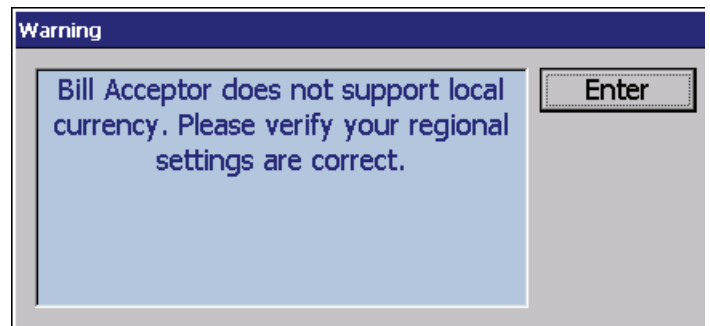 Warning
Bill Acceptor does not support local
currency. Please verify your regional
settings are correct.
Enter